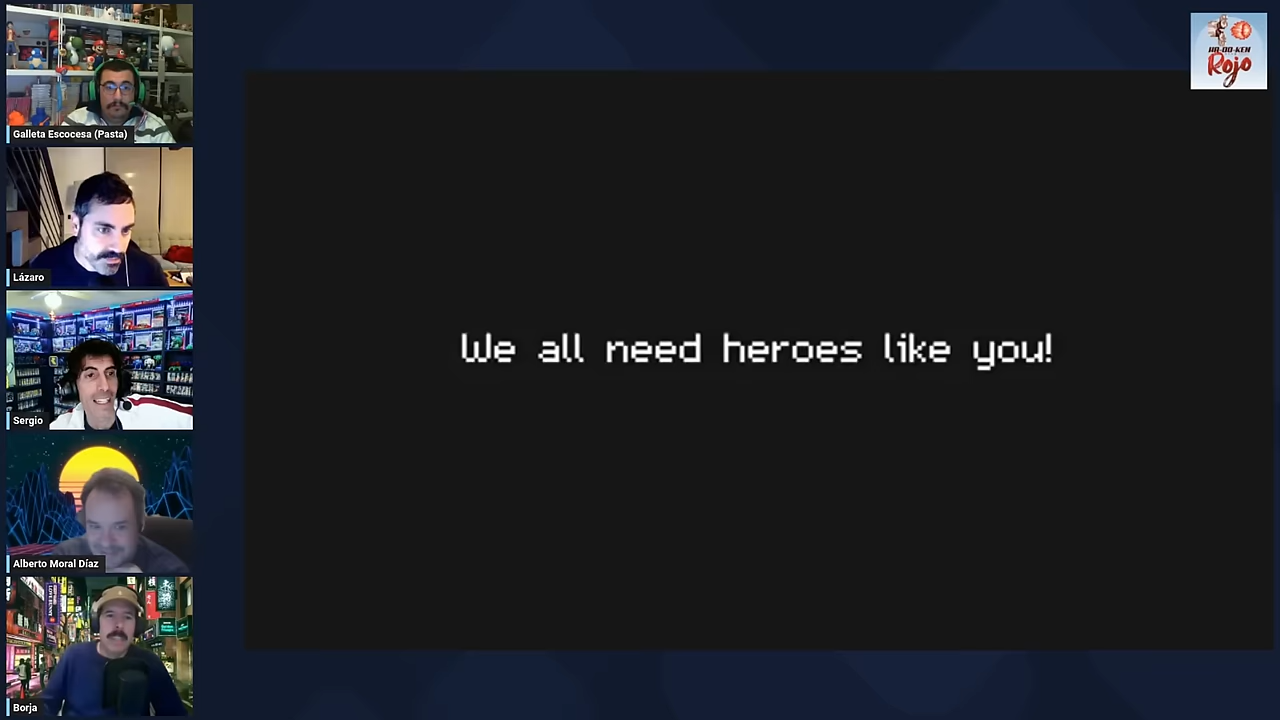 Galleta Escocesa (Pasta)
Lázaro
Sergio
Alberto Moral Díaz
Borja
We all need heroes like you!
HA-DO-KEN
Rojo